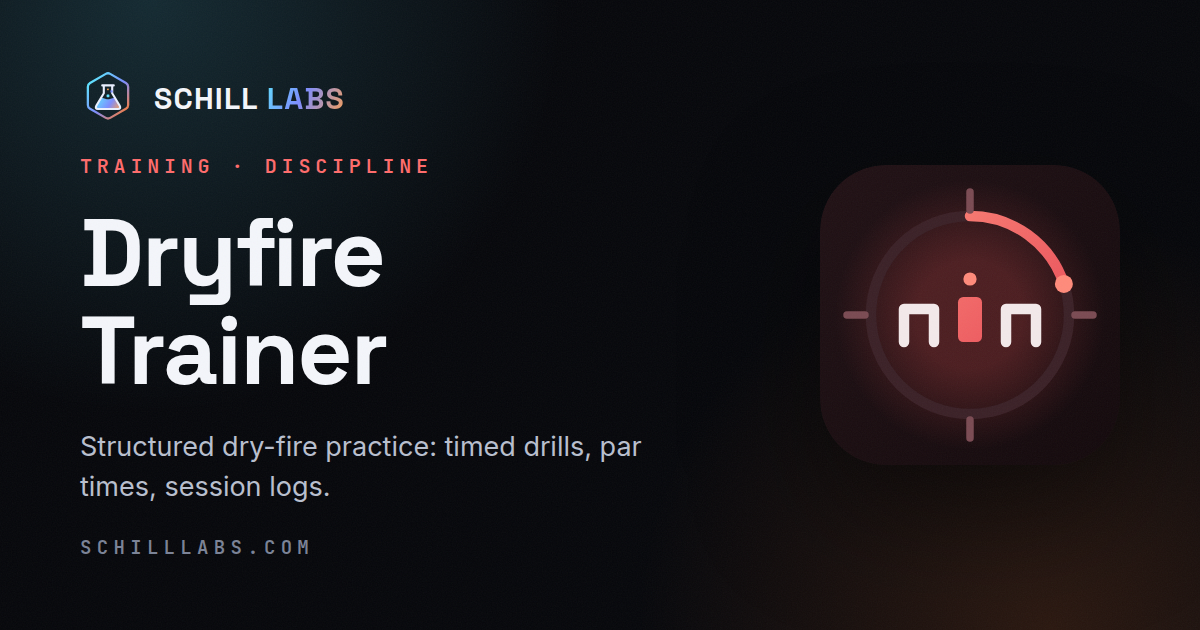 SCHILL LABS
TRAINING · DISCIPLINE
Dryfire
Trainer
Structured dry-fire practice: timed drills, par
times, session logs.
SCHILLLABS.COM